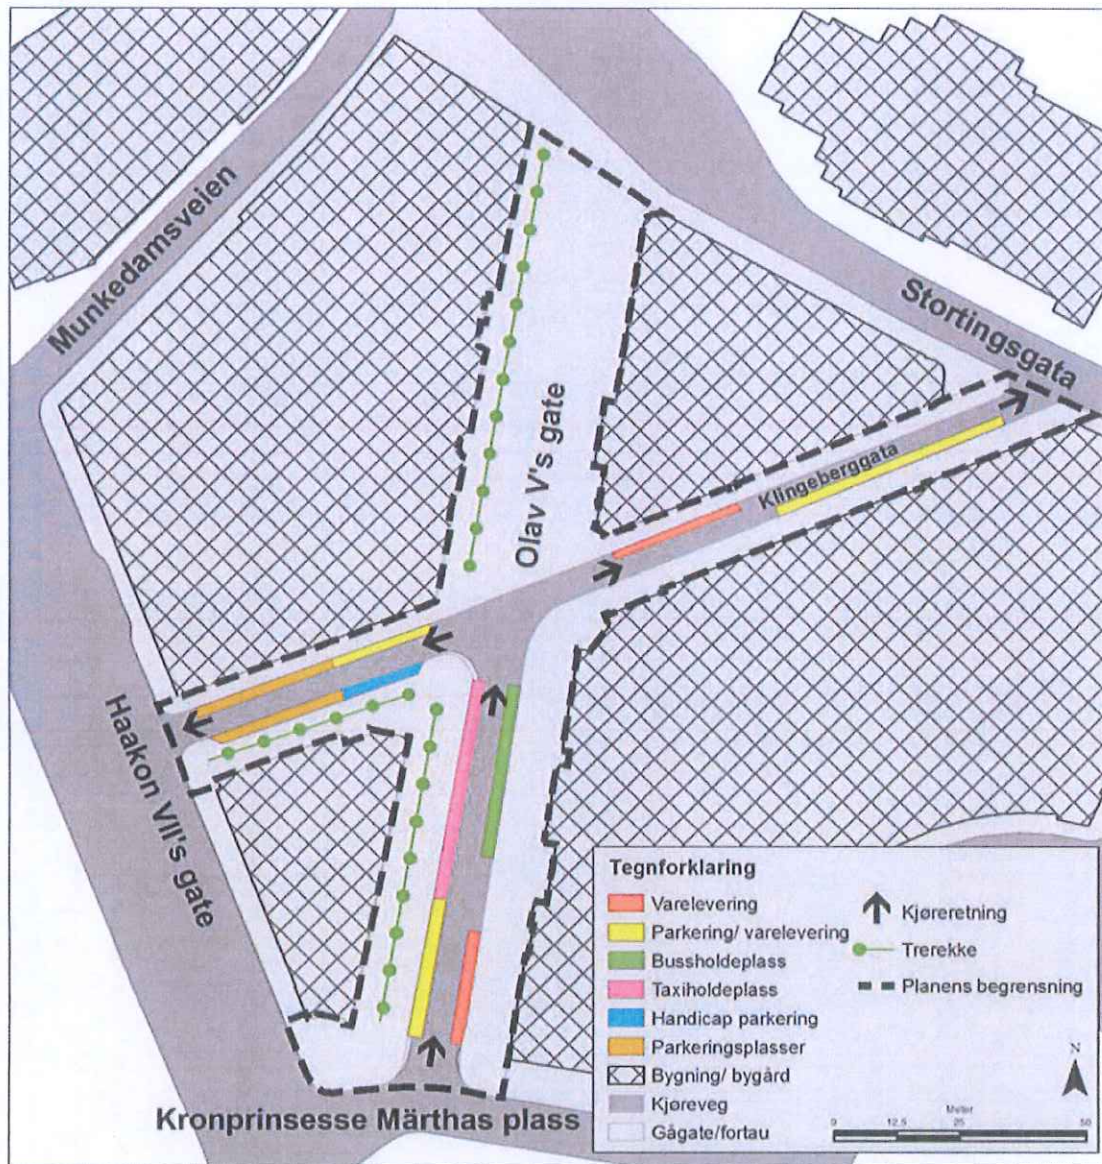 Munkedamsveien
Stortingsgata
Olav V's gate
Klingeberggata
Haakon VII's gate
Kronprinsesse Märthas plass
Tegnforklaring
Varelevering
Parkering/ varelevering
Bussholdeplass
Taxiholdeplass
Handicap parkering
Parkeringsplasser
Bygning/ bygård
Kjøreveg
Gågate/fortau
Kjøreretning
Trerekke
Planens begrensning
N
Meter
0 12,5 25 50